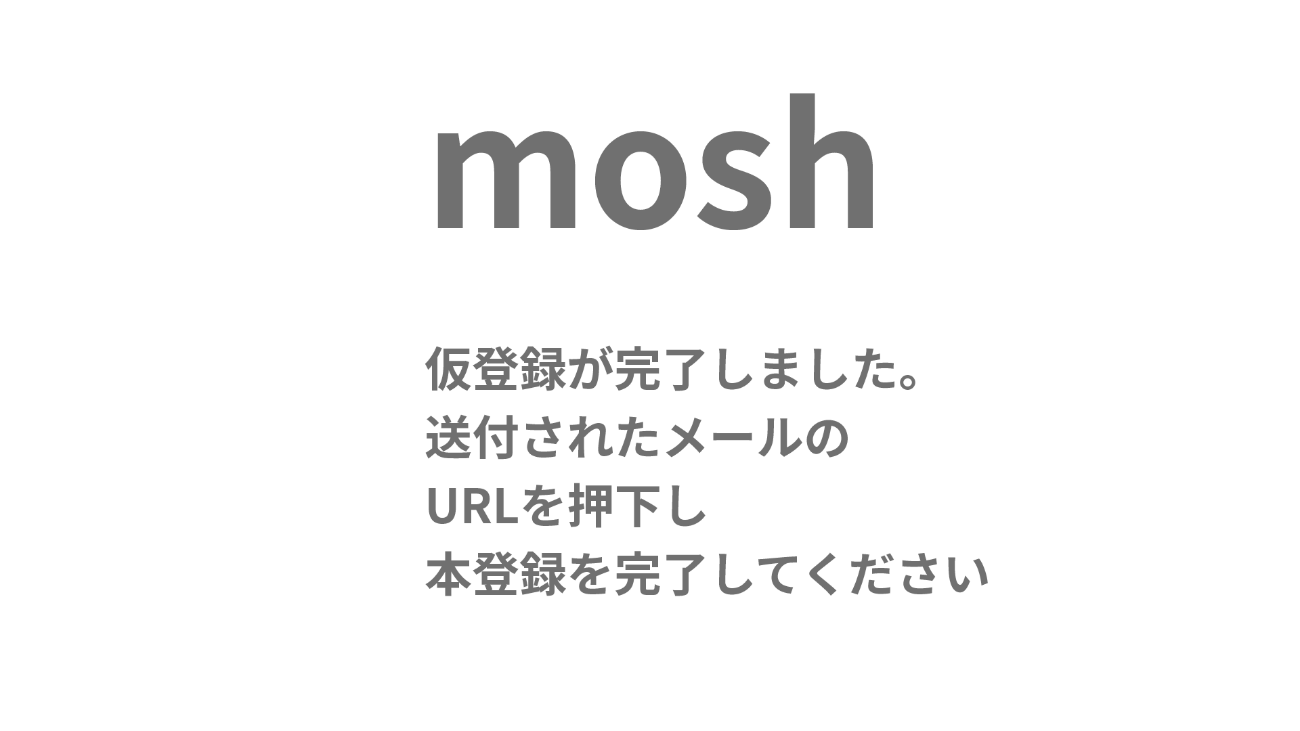 mosh
仮登録が完了しました。
送付されたメールの
URLを押下し
本登録を完了してください